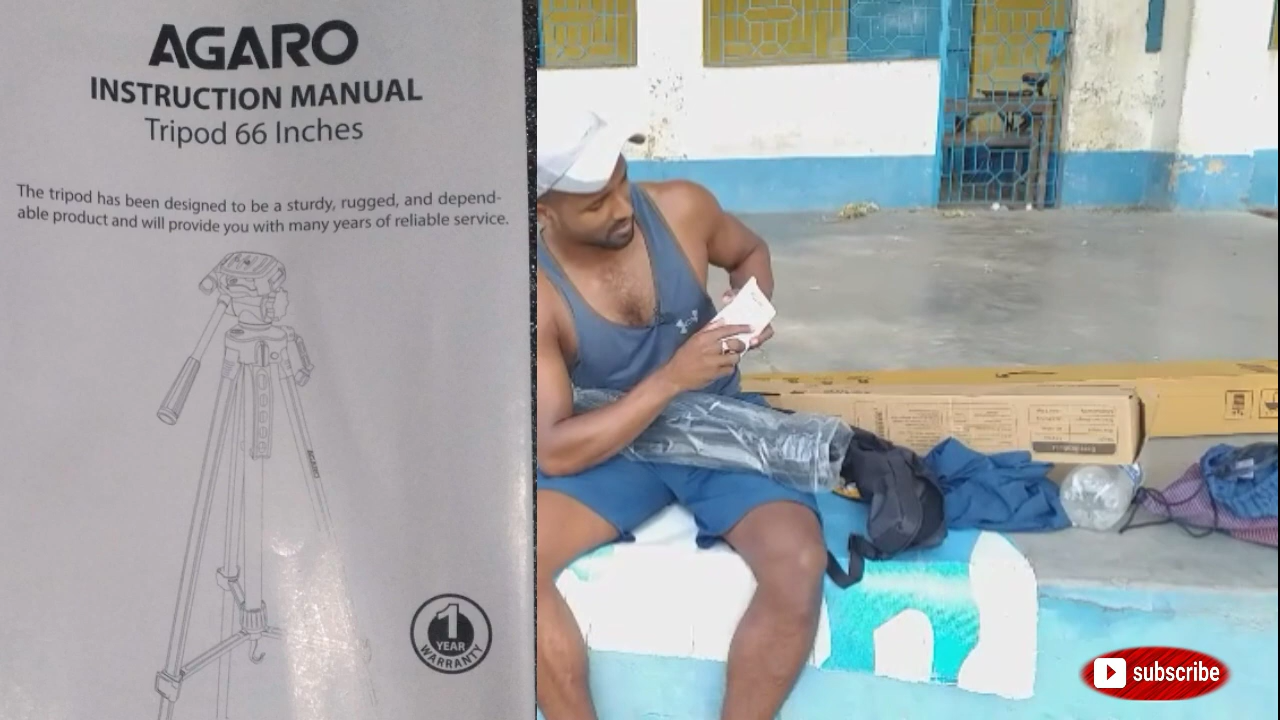 AGARO
INSTRUCTION MANUAL
Tripod 66 Inches
The tripod has been designed to be a sturdy, rugged, and depend-
able product and will provide you with many years of reliable service.
AGARO
1
YEAR
WARRANTY
subscribe